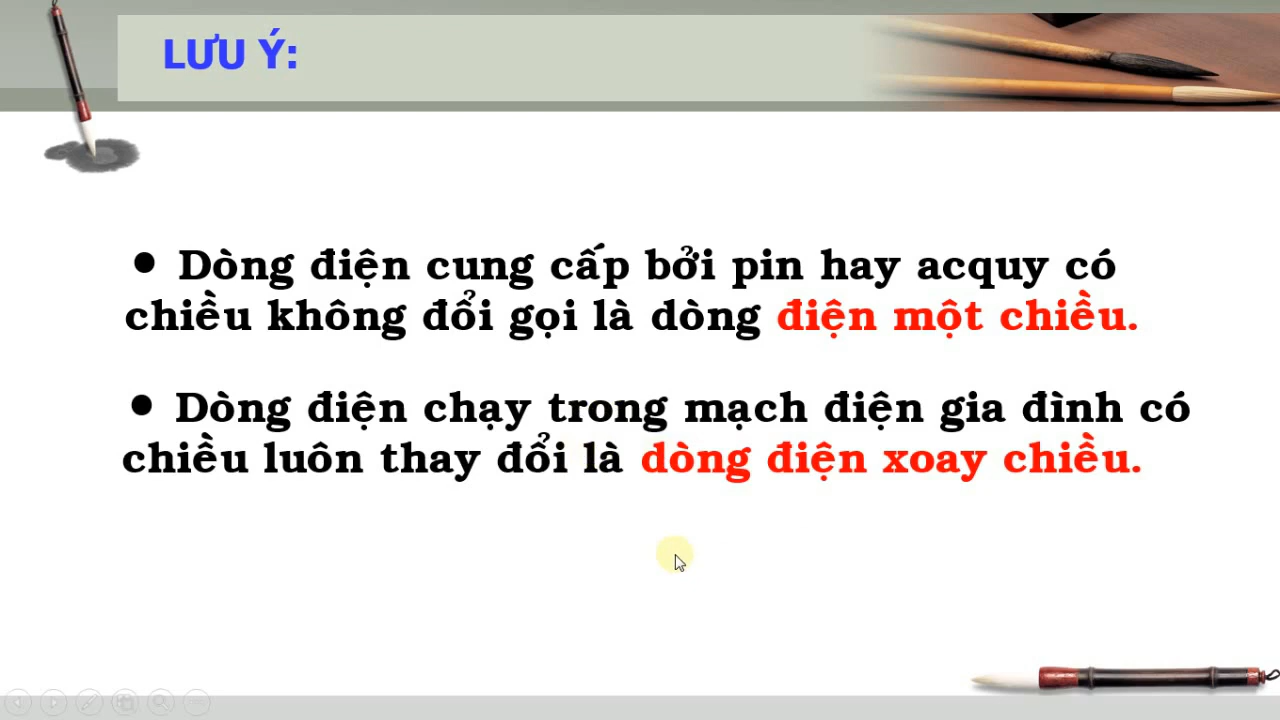 LƯU Ý:
● Dòng điện cung cấp bởi pin hay acquy có
chiều không đổi gọi là dòng điện một chiều.
● Dòng điện chạy trong mạch điện gia đình có
chiều luôn thay đổi là dòng điện xoay chiều.